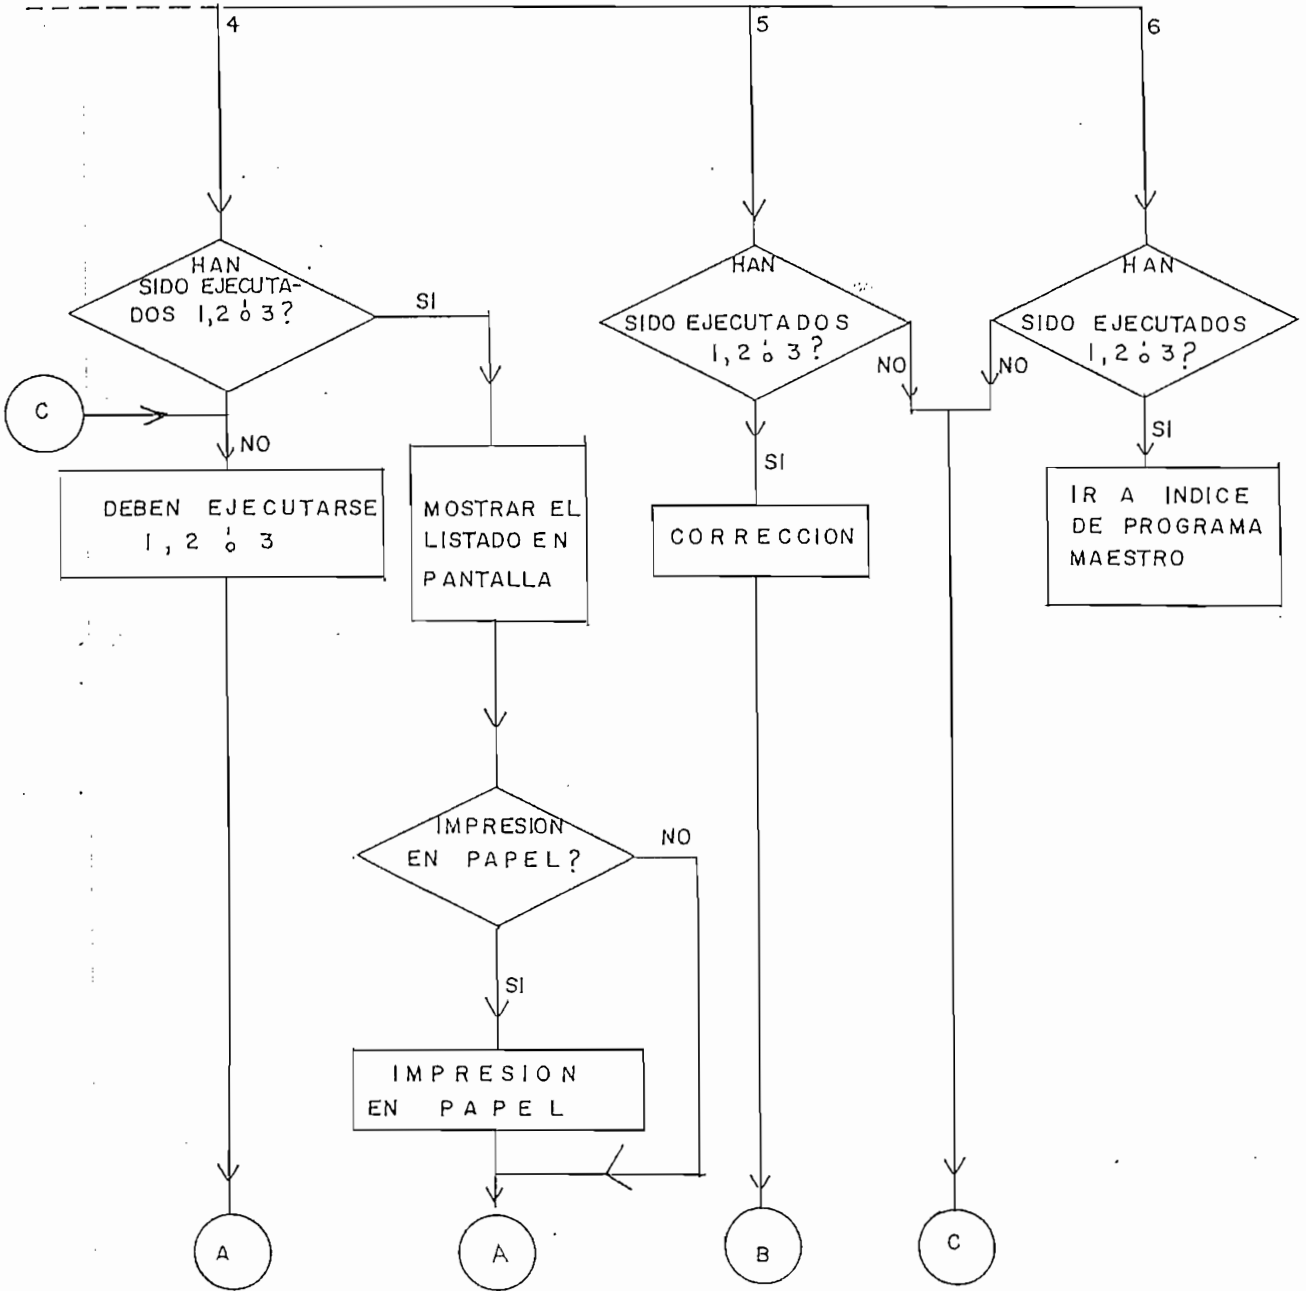 4
5
6
HAN
SIDO EJECUTA-
DOS 1,2 ó 3?
SI
C
NO
DEBEN EJECUTARSE
1, 2 ó 3
MOSTRAR EL
LISTADO EN
PANTALLA
IMPRESION
EN PAPEL?
NO
SI
IMPRESION
EN PAPEL
A
A
HAN
SIDO EJECUTADOS
1, 2 ó 3?
NO
SI
CORRECCION
B
HAN
SIDO EJECUTADOS
1, 2 ó 3?
NO
SI
IR A INDICE
DE PROGRAMA
MAESTRO
C